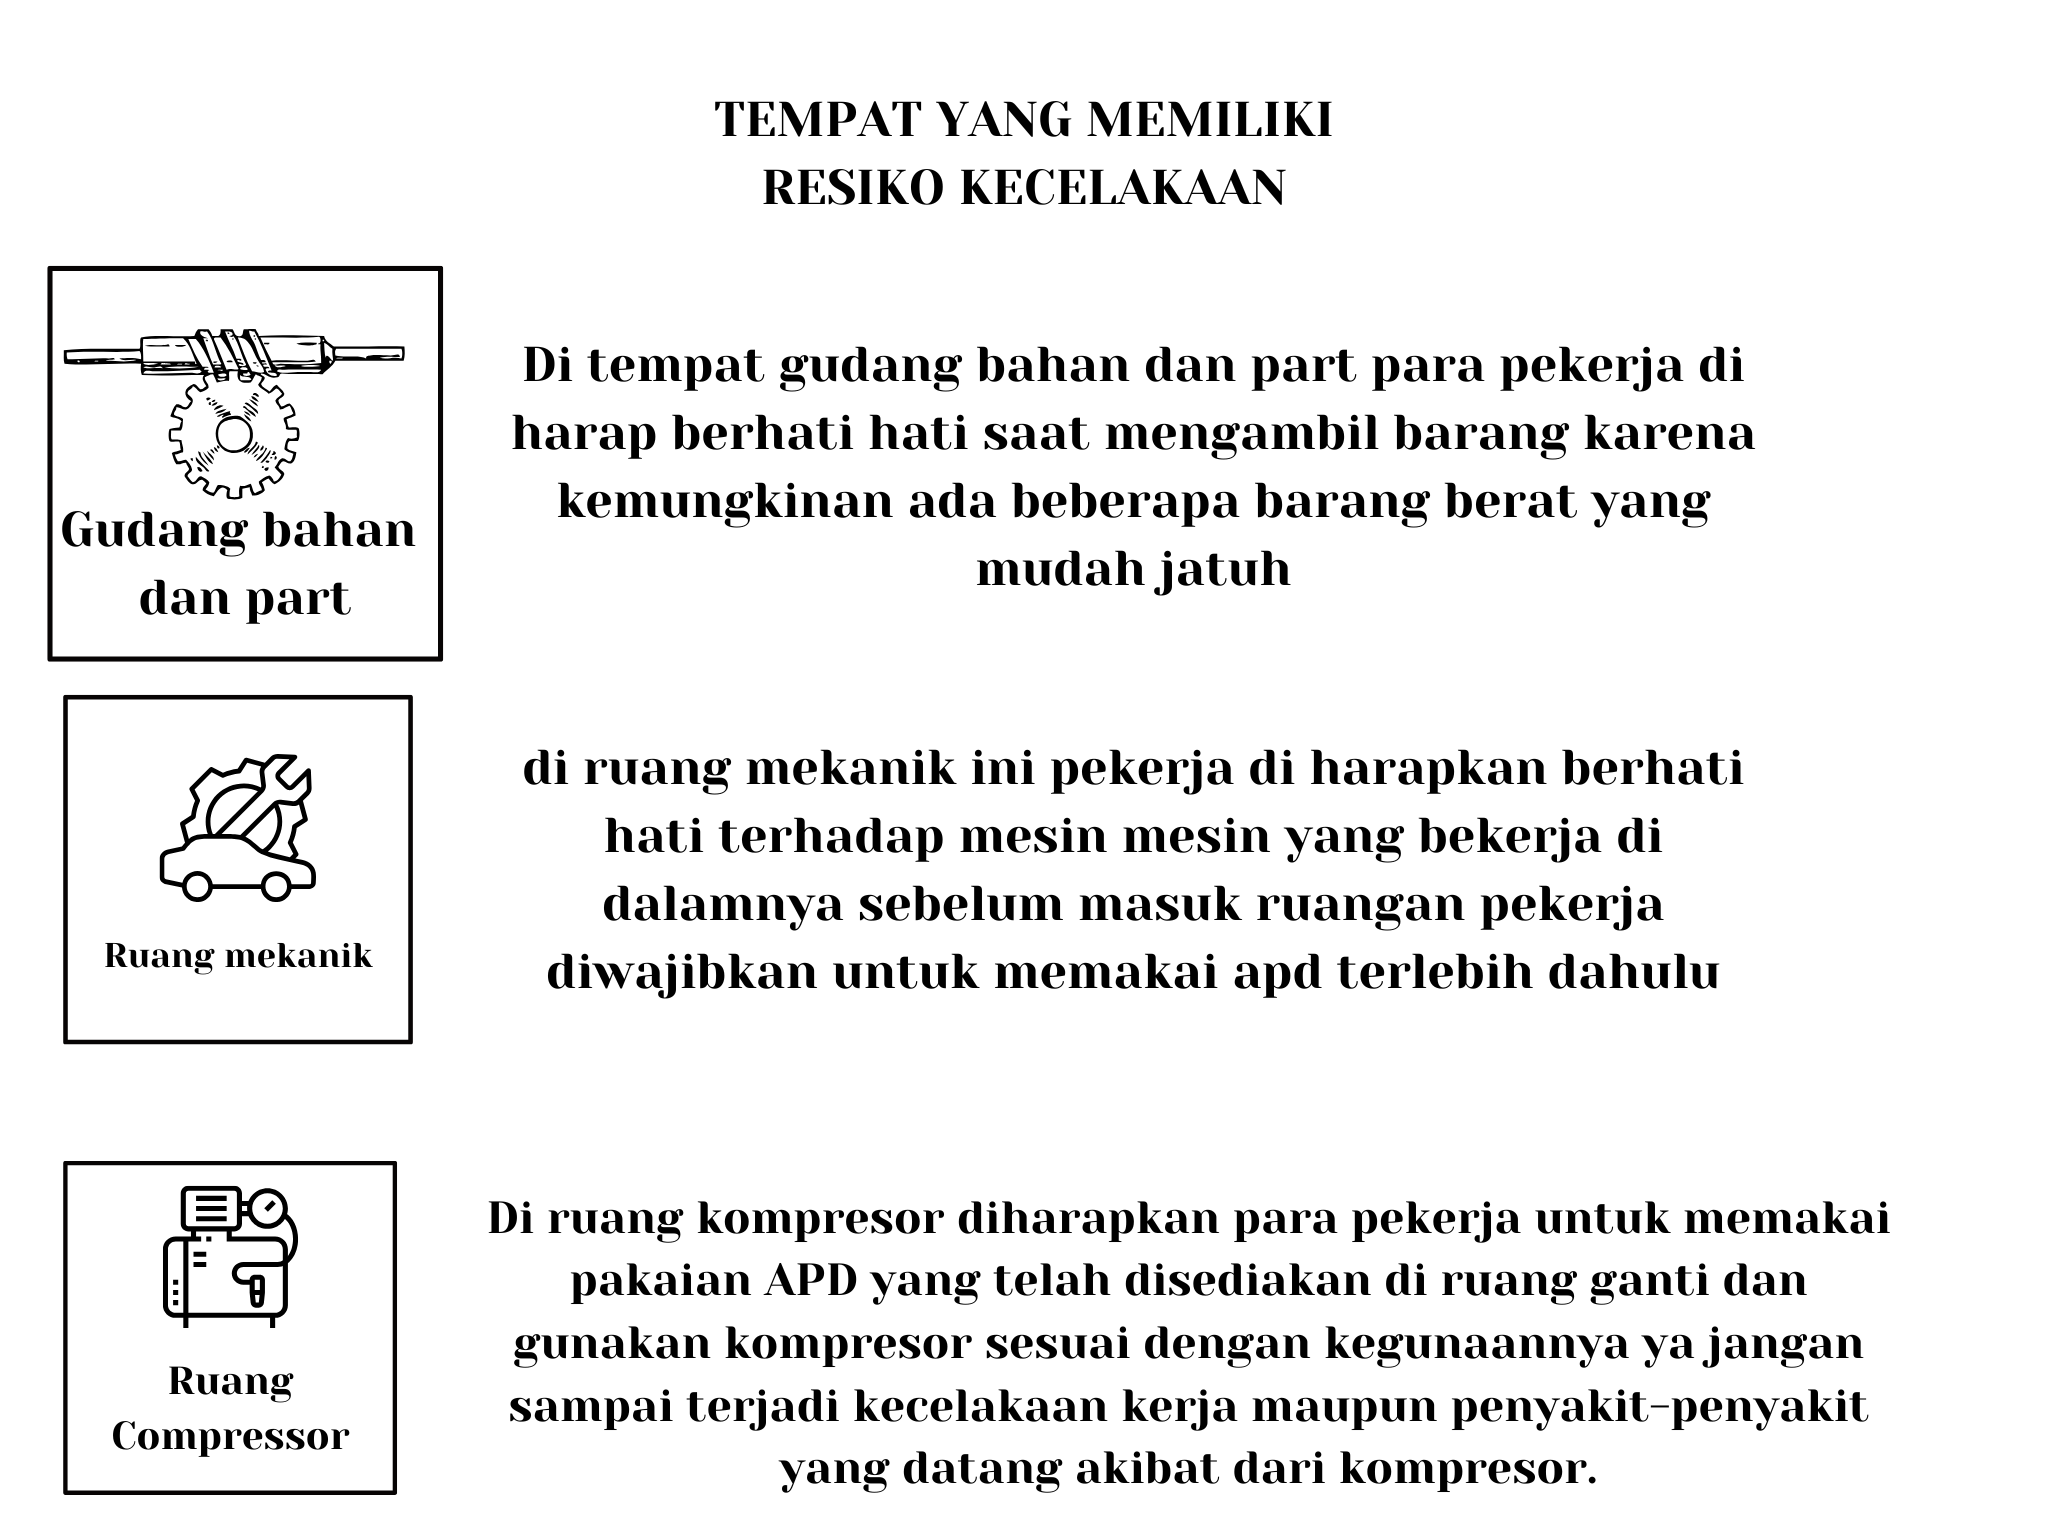 TEMPAT YANG MEMILIKI
RESIKO KECELAKAAN
Gudang bahan
dan part
Di tempat gudang bahan dan part para pekerja di
harap berhati hati saat mengambil barang karena
kemungkinan ada beberapa barang berat yang
mudah jatuh
Ruang mekanik
di ruang mekanik ini pekerja di harapkan berhati
hati terhadap mesin mesin yang bekerja di
dalamnya sebelum masuk ruangan pekerja
diwajibkan untuk memakai apd terlebih dahulu
Ruang
Compressor
Di ruang kompresor diharapkan para pekerja untuk memakai
pakaian APD yang telah disediakan di ruang ganti dan
gunakan kompresor sesuai dengan kegunaannya ya jangan
sampai terjadi kecelakaan kerja maupun penyakit-penyakit
yang datang akibat dari kompresor.